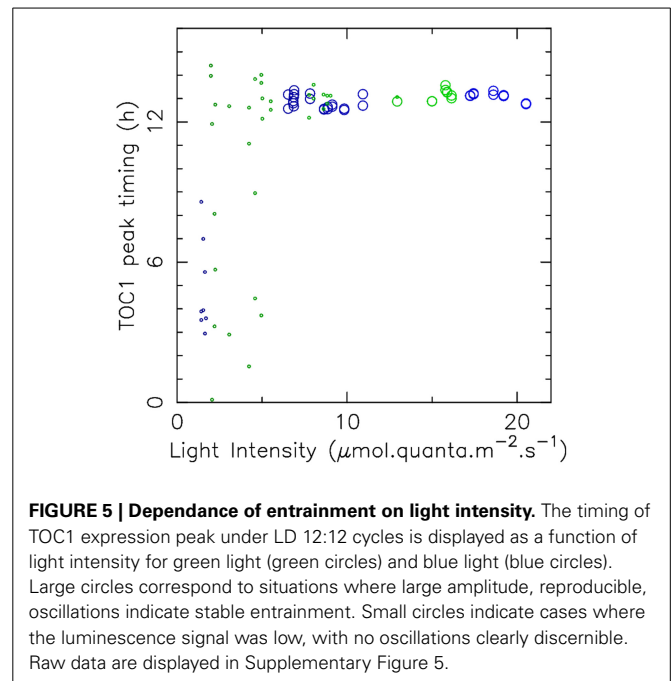 12
6
0
TOC1 peak timing (h)
0
10
20
Light Intensity (μmol.quanta.m⁻².s⁻¹)
FIGURE 5 | Dependance of entrainment on light intensity. The timing of
TOC1 expression peak under LD 12:12 cycles is displayed as a function of
light intensity for green light (green circles) and blue light (blue circles).
Large circles correspond to situations where large amplitude, reproducible,
oscillations indicate stable entrainment. Small circles indicate cases where
the luminescence signal was low, with no oscillations clearly discernible.
Raw data are displayed in Supplementary Figure 5.